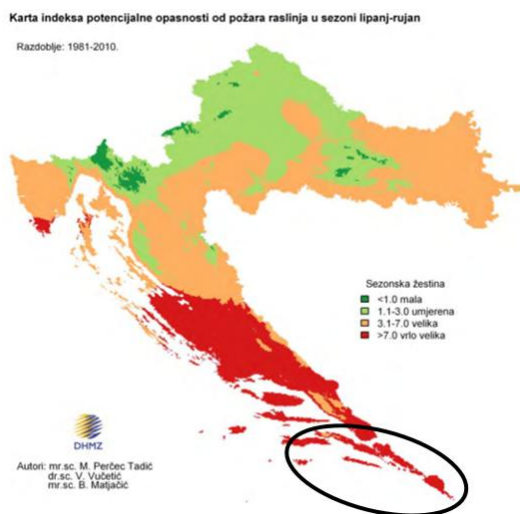 Karta indeksa potencijalne opasnosti od požara raslinja u sezoni lipanj-rujan
Razdoblje: 1981-2010.
Sezonska žestina
<1.0 mala
1.1-3.0 umjerena
3.1-7.0 velika
>7.0 vrlo velika
DHMZ
Autori: mr.sc. M. Perčec Tadić
dr.sc. V. Vučetić
mr.sc. B. Matjačić